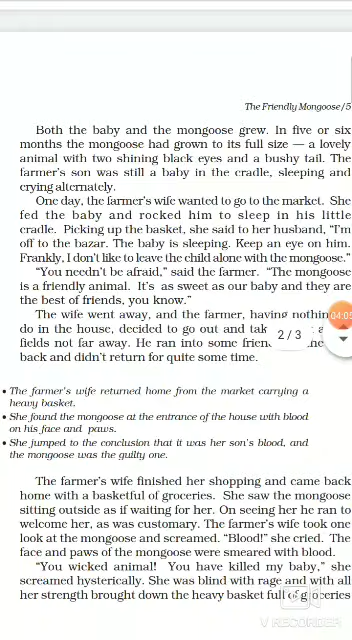 The Friendly Mongoose/5
Both the baby and the mongoose grew. In five or six
months the mongoose had grown to its full size — a lovely
animal with two shining black eyes and a bushy tail. The
farmer's son was still a baby in the cradle, sleeping and
crying alternately.
One day, the farmer's wife wanted to go to the market. She
fed the baby and rocked him to sleep in his little
cradle. Picking up the basket, she said to her husband, "I'm
off to the bazar. The baby is sleeping. Keep an eye on him.
Frankly, I don't like to leave the child alone with the mongoose."
"You needn't be afraid," said the farmer. "The mongoose
is a friendly animal. It's as sweet as our baby and they are
the best of friends, you know."
The wife went away, and the farmer, having nothin
04:05
do in the house, decided to go out and tak
2 / 3
fields not far away. He ran into some frien
back and didn't return for quite some time.
• The farmer's wife returned home from the market carrying a
heavy basket.
• She found the mongoose at the entrance of the house with blood
on his face and paws.
• She jumped to the conclusion that it was her son's blood, and
the mongoose was the guilty one.
The farmer's wife finished her shopping and came back
home with a basketful of groceries. She saw the mongoose
sitting outside as if waiting for her. On seeing her he ran to
welcome her, as was customary. The farmer's wife took one
look at the mongoose and screamed. "Blood!" she cried. The
face and paws of the mongoose were smeared with blood.
"You wicked animal! You have killed my baby," she
screamed hysterically. She was blind with rage and with all
her strength brought down the heavy basket full of groceries
V RECORDER